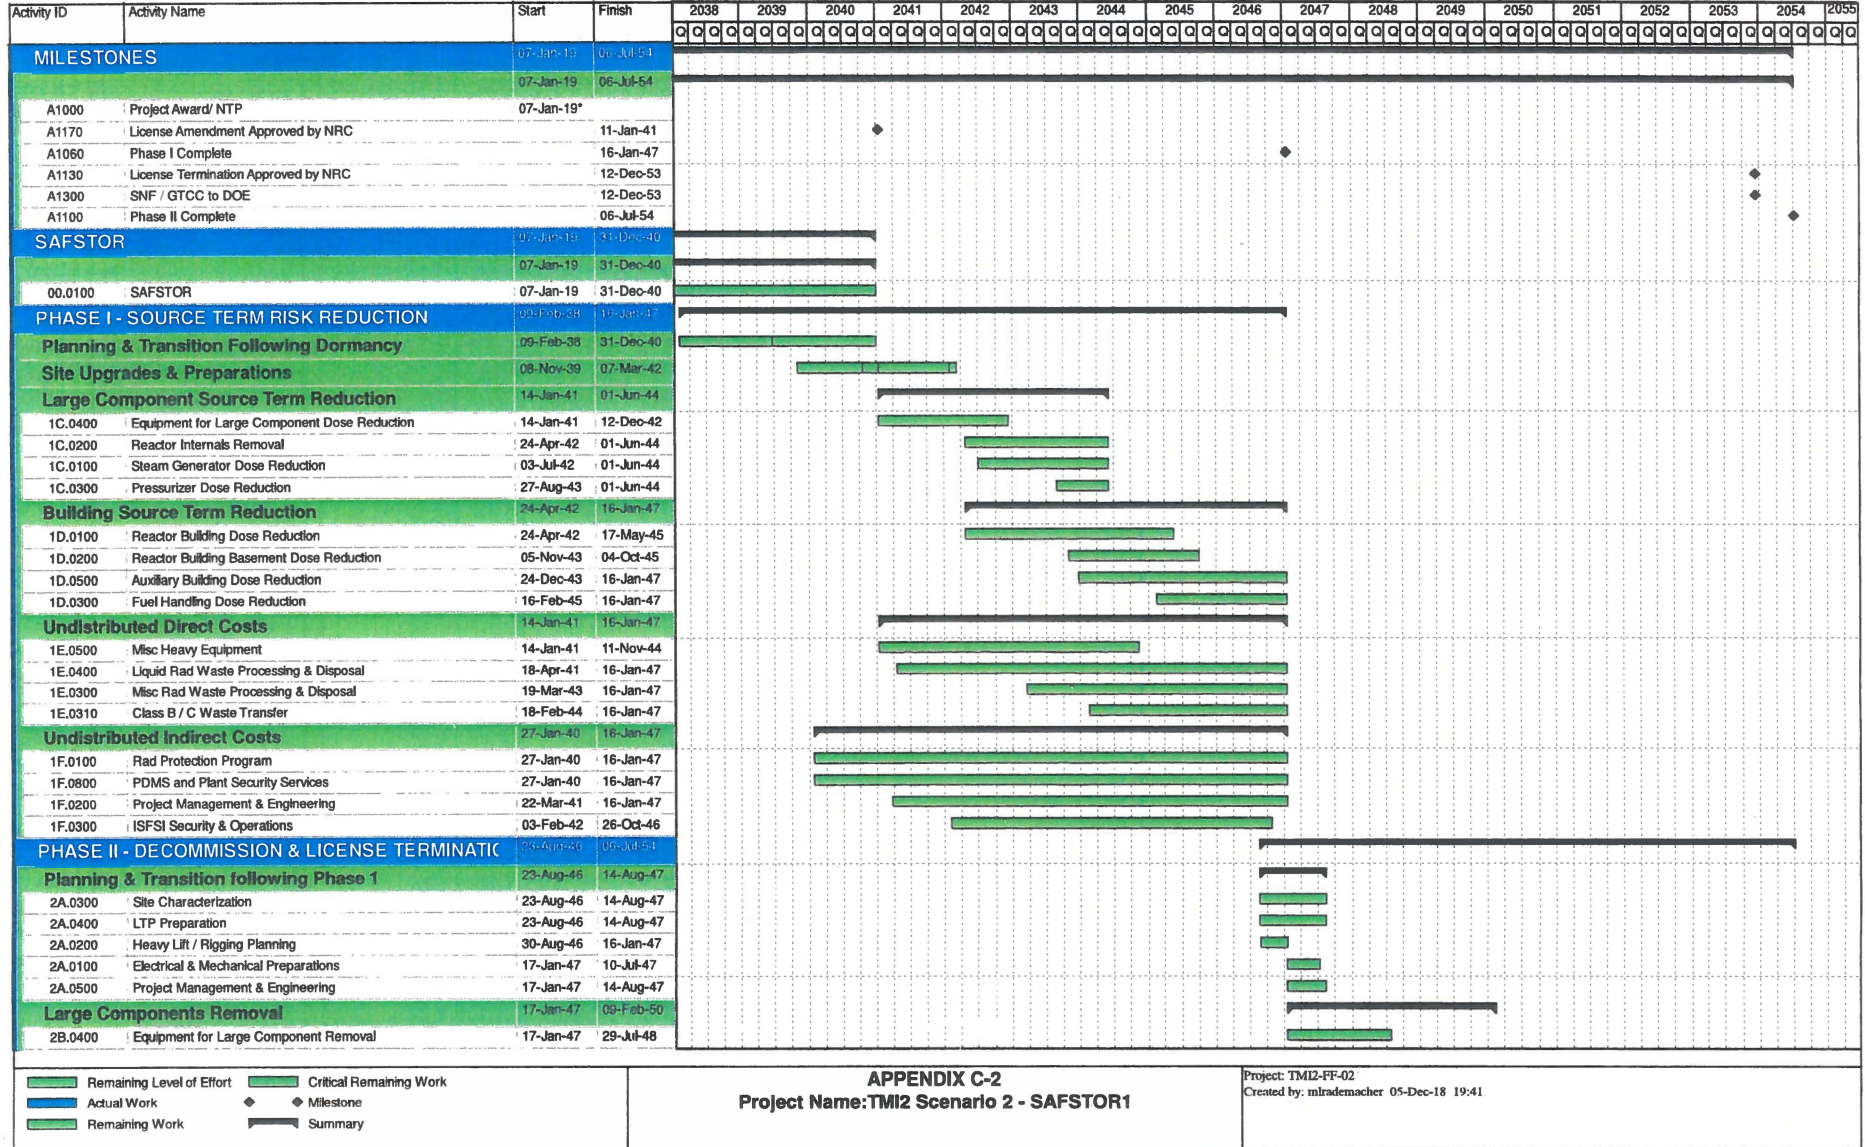 Activity ID Activity Name Start Finish 2038 2039 2040 2041 2042 2043 2044 2045 2046 2047 2048 2049 2050 2051 2052 2053 2054 2055
Q Q Q Q Q Q Q Q Q Q Q Q Q Q Q Q Q Q Q Q Q Q Q Q Q Q Q Q Q Q Q Q Q Q Q Q Q Q Q Q Q Q Q Q Q Q Q Q Q Q Q Q Q Q Q Q Q Q Q Q Q Q Q Q Q Q Q Q Q Q
MILESTONES 07-Jan-19 06-Jul-54
07-Jan-19 06-Jul-54
A1000 Project Award/ NTP 07-Jan-19*
A1170 License Amendment Approved by NRC 11-Jan-41
A1060 Phase I Complete 16-Jan-47
A1130 License Termination Approved by NRC 12-Dec-53
A1300 SNF / GTCC to DOE 12-Dec-53
A1100 Phase II Complete 06-Jul-54
SAFSTOR 07-Jan-19 31-Dec-40
07-Jan-19 31-Dec-40
00.0100 SAFSTOR 07-Jan-19 31-Dec-40
PHASE I - SOURCE TERM RISK REDUCTION 09-Feb-38 16-Jan-47
Planning & Transition Following Dormancy 09-Feb-38 31-Dec-40
Site Upgrades & Preparations 08-Nov-39 07-Mar-42
Large Component Source Term Reduction 14-Jan-41 01-Jun-44
1C.0400 Equipment for Large Component Dose Reduction 14-Jan-41 12-Dec-42
1C.0200 Reactor Internals Removal 24-Apr-42 01-Jun-44
1C.0100 Steam Generator Dose Reduction 03-Jul-42 01-Jun-44
1C.0300 Pressurizer Dose Reduction 27-Aug-43 01-Jun-44
Building Source Term Reduction 24-Apr-42 16-Jan-47
1D.0100 Reactor Building Dose Reduction 24-Apr-42 17-May-45
1D.0200 Reactor Building Basement Dose Reduction 05-Nov-43 04-Oct-45
1D.0500 Auxiliary Building Dose Reduction 24-Dec-43 16-Jan-47
1D.0300 Fuel Handling Dose Reduction 16-Feb-45 16-Jan-47
Undistributed Direct Costs 14-Jan-41 16-Jan-47
1E.0500 Misc Heavy Equipment 14-Jan-41 11-Nov-44
1E.0400 Liquid Rad Waste Processing & Disposal 18-Apr-41 16-Jan-47
1E.0300 Misc Rad Waste Processing & Disposal 19-Mar-43 16-Jan-47
1E.0310 Class B / C Waste Transfer 18-Feb-44 16-Jan-47
Undistributed Indirect Costs 27-Jan-40 16-Jan-47
1F.0100 Rad Protection Program 27-Jan-40 16-Jan-47
1F.0800 PDMS and Plant Security Services 27-Jan-40 16-Jan-47
1F.0200 Project Management & Engineering 22-Mar-41 16-Jan-47
1F.0300 ISFSI Security & Operations 03-Feb-42 26-Oct-46
PHASE II - DECOMMISSION & LICENSE TERMINATIC 23-Aug-46 06-Jul-54
Planning & Transition following Phase 1 23-Aug-46 14-Aug-47
2A.0300 Site Characterization 23-Aug-46 14-Aug-47
2A.0400 LTP Preparation 23-Aug-46 14-Aug-47
2A.0200 Heavy Lift / Rigging Planning 30-Aug-46 16-Jan-47
2A.0100 Electrical & Mechanical Preparations 17-Jan-47 10-Jul-47
2A.0500 Project Management & Engineering 17-Jan-47 14-Aug-47
Large Components Removal 17-Jan-47 09-Feb-50
2B.0400 Equipment for Large Component Removal 17-Jan-47 29-Jul-48
Remaining Level of Effort Critical Remaining Work
Actual Work Milestone
Remaining Work Summary
APPENDIX C-2
Project Name:TMI2 Scenario 2 - SAFSTOR1
Project: TMI2-FF-02
Created by: mlrademacher 05-Dec-18 19:41